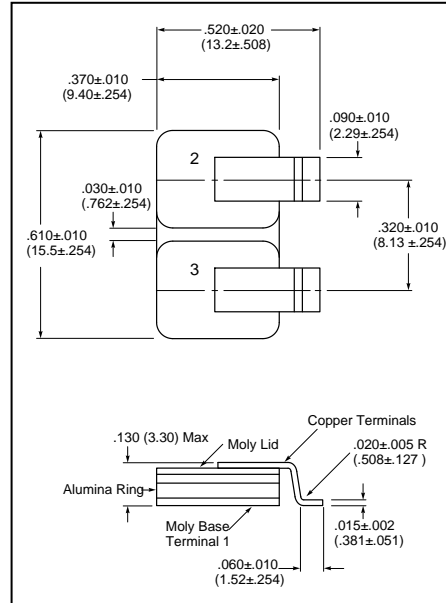 .520±.020
(13.2±.508)
.370±.010
(9.40±.254)
.090±.010
(2.29±.254)
2
.030±.010
(.762±.254)
.320±.010
(8.13 ±.254)
.610±.010
(15.5±.254)
3
Copper Terminals
.130 (3.30) Max
Moly Lid
.020±.005 R
(.508±.127 )
Alumina Ring
Moly Base
Terminal 1
.015±.002
(.381±.051)
.060±.010
(1.52±.254)